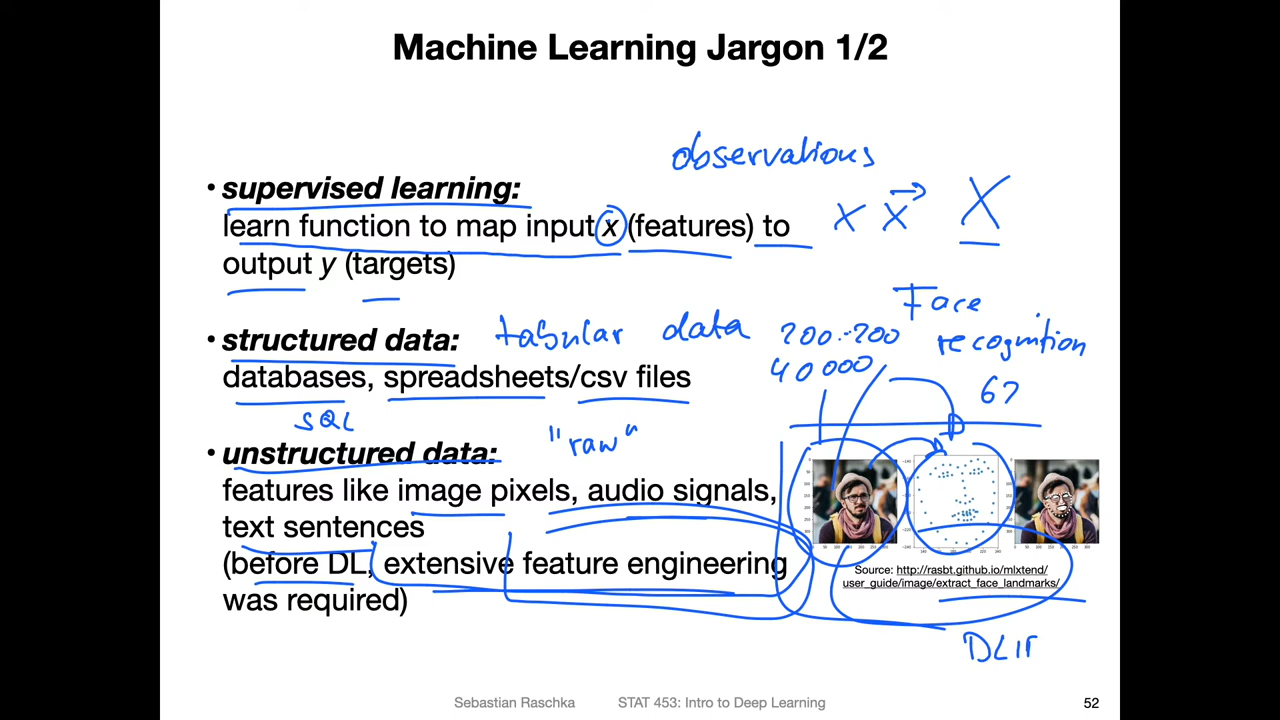 Machine Learning Jargon 1/2
observations
• supervised learning:
learn function to map input x (features) to
output y (targets)
x x X
Face
recognition
• structured data: tabular data
databases, spreadsheets/csv files
SQL
200·200
40000
67
• unstructured data: "raw"
features like image pixels, audio signals,
text sentences
(before DL, extensive feature engineering
was required)
Source: http://rasbt.github.io/mlxtend/
user_guide/image/extract_face_landmarks/
Sebastian Raschka STAT 453: Intro to Deep Learning 52